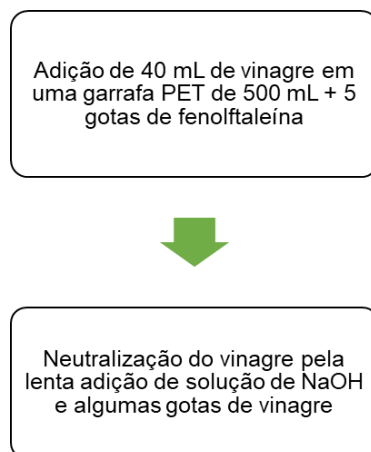 Adição de 40 mL de vinagre em
uma garrafa PET de 500 mL + 5
gotas de fenolftaleína
Neutralização do vinagre pela
lenta adição de solução de NaOH
e algumas gotas de vinagre